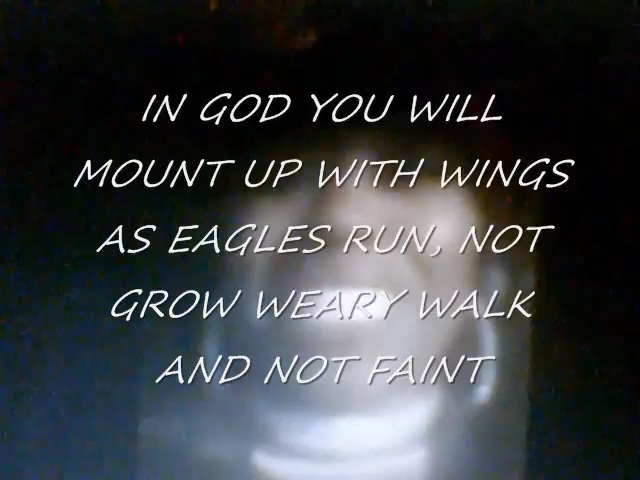 IN GOD YOU WILL
MOUNT UP WITH WINGS
AS EAGLES RUN, NOT
GROW WEARY WALK
AND NOT FAINT